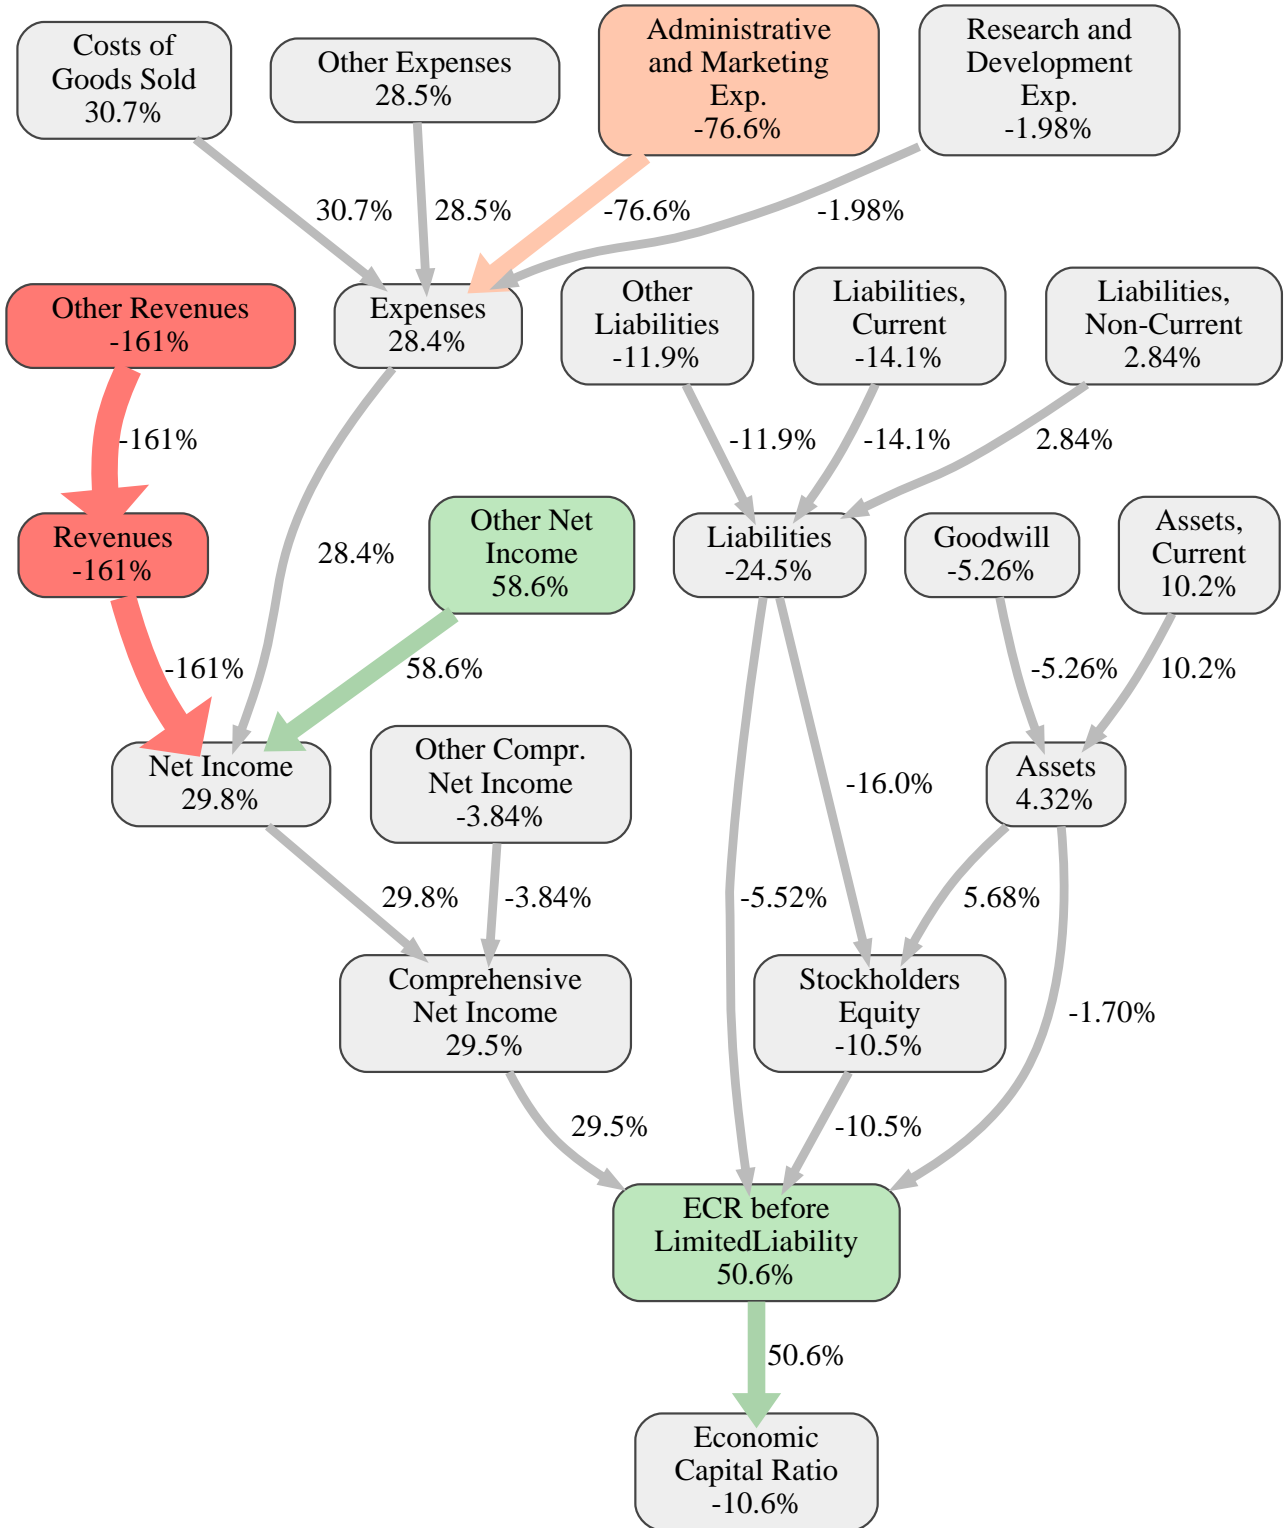 Costs of
Goods Sold
30.7%
Other Expenses
28.5%
Administrative
and Marketing
Exp.
-76.6%
Research and
Development
Exp.
-1.98%
30.7%
28.5%
-76.6%
-1.98%
Other Revenues
-161%
Expenses
28.4%
Other
Liabilities
-11.9%
Liabilities,
Current
-14.1%
Liabilities,
Non-Current
2.84%
-161%
-11.9%
-14.1%
2.84%
Revenues
-161%
28.4%
Other Net
Income
58.6%
Liabilities
-24.5%
Goodwill
-5.26%
Assets,
Current
10.2%
-161%
58.6%
-5.26%
10.2%
Net Income
29.8%
Other Compr.
Net Income
-3.84%
-16.0%
Assets
4.32%
29.8%
-3.84%
-5.52%
5.68%
Comprehensive
Net Income
29.5%
Stockholders
Equity
-10.5%
-1.70%
29.5%
-10.5%
ECR before
LimitedLiability
50.6%
50.6%
Economic
Capital Ratio
-10.6%